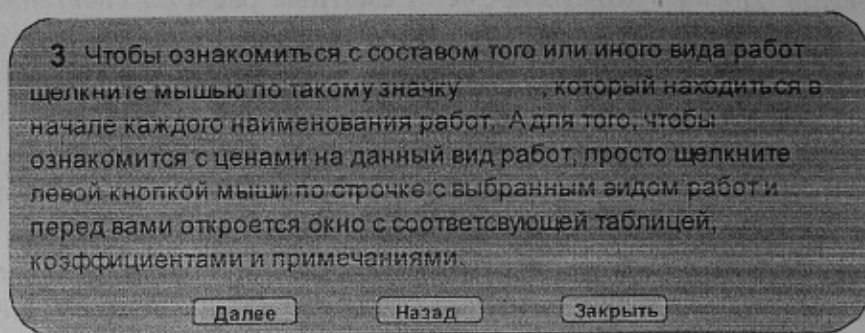 3 Чтобы ознакомиться с составом того или иного вида работ
щелкните мышью по такому значку , который находиться в
начале каждого наименования работ. А для того, чтобы
ознакомится с ценами на данный вид работ, просто щелкните
левой кнопкой мыши по строчке с выбранным видом работ и
перед вами откроется окно с соответсвующей таблицей,
коэффициентами и примечаниями.
Далее Назад Закрыть